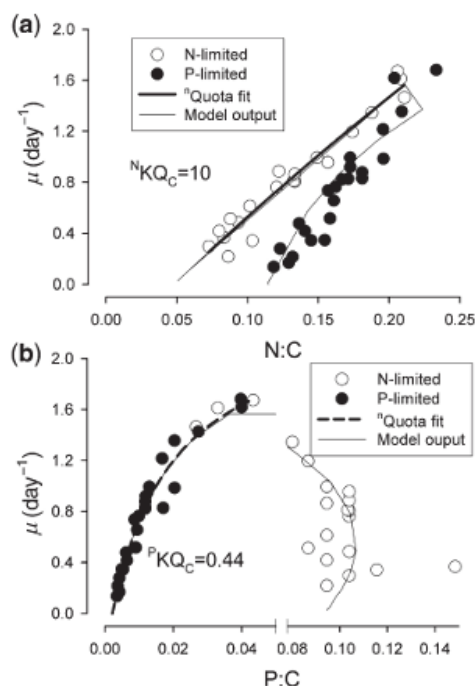 (a)
N-limited
P-limited
ⁿQuota fit
Model output
ᴺKQ_C=10
μ (day⁻¹)
2.0
1.6
1.2
0.8
0.4
0.0
0.00 0.05 0.10 0.15 0.20 0.25
N:C
(b)
N-limited
P-limited
ⁿQuota fit
Model ouput
ᴾKQ_C=0.44
μ (day⁻¹)
2.0
1.6
1.2
0.8
0.4
0.0
0.00 0.02 0.04 0.08 0.10 0.12 0.14
P:C